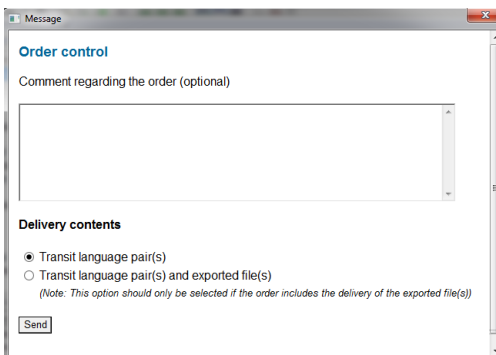 Message
Order control
Comment regarding the order (optional)
Delivery contents
Transit language pair(s)
Transit language pair(s) and exported file(s)
(Note: This option should only be selected if the order includes the delivery of the exported file(s))
Send